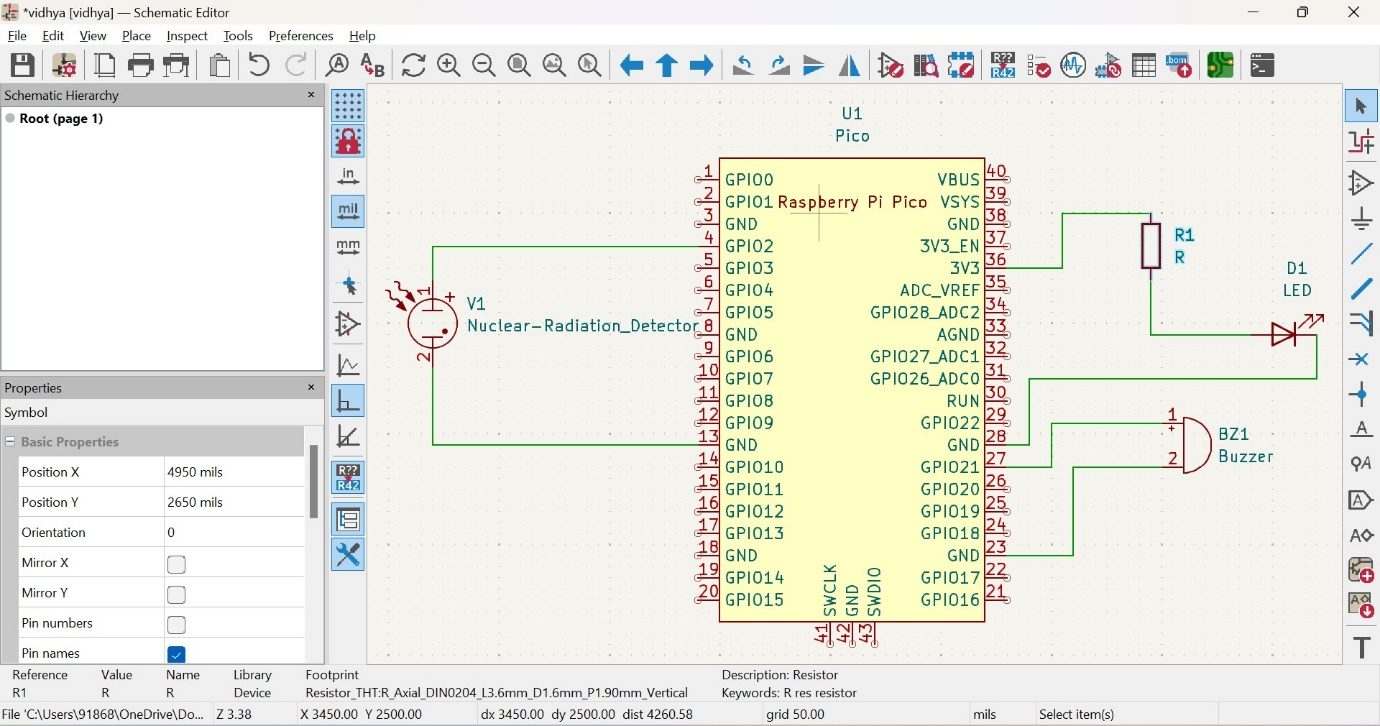 *vidhya [vidhya] — Schematic Editor
File Edit View Place Inspect Tools Preferences Help
Schematic Hierarchy
Root (page 1)
Properties
Symbol
Basic Properties
Position X 4950 mils
Position Y 2650 mils
Orientation 0
Mirror X
Mirror Y
Pin numbers
Pin names
in
mil
mm
R??
R42
U1
Pico
Raspberry Pi Pico
1 GPIO0
2 GPIO1
3 GND
4 GPIO2
5 GPIO3
6 GPIO4
7 GPIO5
8 GND
9 GPIO6
10 GPIO7
11 GPIO8
12 GPIO9
13 GND
14 GPIO10
15 GPIO11
16 GPIO12
17 GPIO13
18 GND
19 GPIO14
20 GPIO15
VBUS 40
VSYS 39
GND 38
3V3_EN 37
3V3 36
ADC_VREF 35
GPIO28_ADC2 34
AGND 33
GPIO27_ADC1 32
GPIO26_ADC0 31
RUN 30
GPIO22 29
GND 28
GPIO21 27
GPIO20 26
GPIO19 25
GPIO18 24
GND 23
GPIO17 22
GPIO16 21
SWCLK 41
GND 42
SWDIO 43
1
+
V1
Nuclear-Radiation_Detector
2
R1
R
D1
LED
1
+
2
BZ1
Buzzer
Reference Value Name Library Footprint Description: Resistor
R1 R R Device Resistor_THT:R_Axial_DIN0204_L3.6mm_D1.6mm_P1.90mm_Vertical Keywords: R res resistor
File 'C:\Users\91868\OneDrive\Do... Z 3.38 X 3450.00 Y 2500.00 dx 3450.00 dy 2500.00 dist 4260.58 grid 50.00 mils Select item(s)